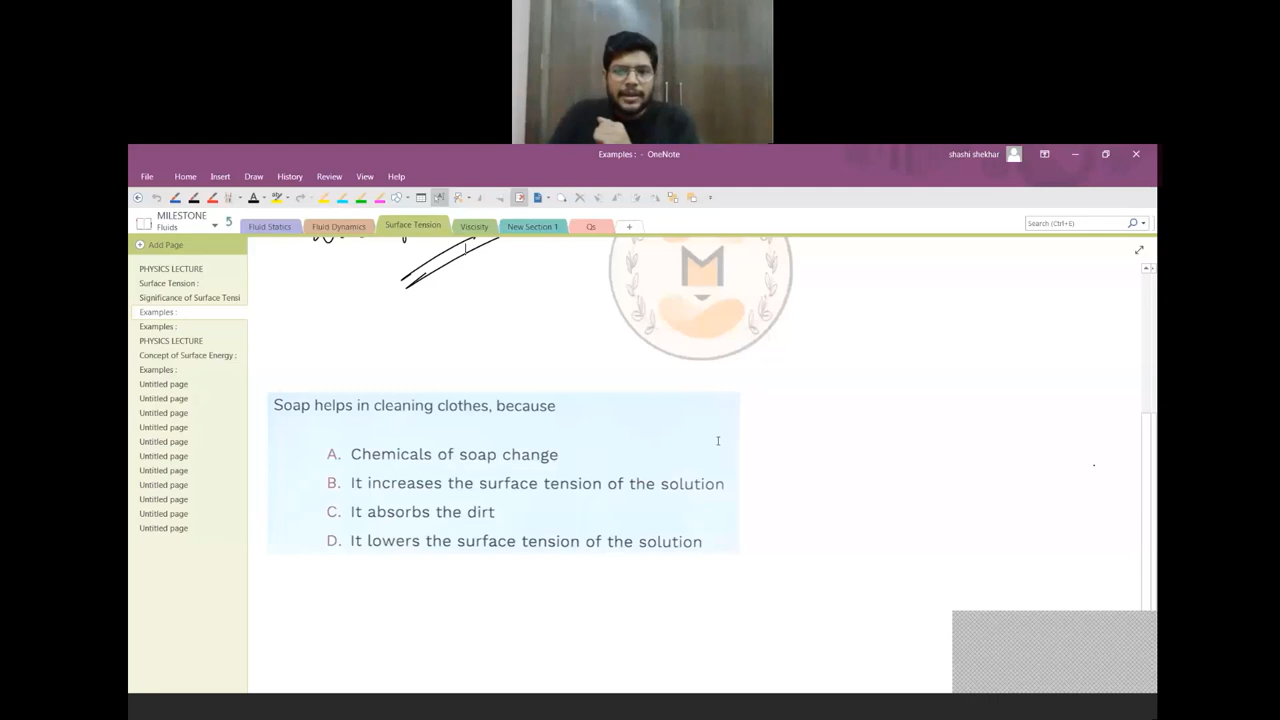 Examples : - OneNote
shashi shekhar
File Home Insert Draw History Review View Help
MILESTONE
Fluids
Fluid Statics Fluid Dynamics Surface Tension Viscosity New Section 1 Qs +
Search (Ctrl+E)
Add Page
PHYSICS LECTURE
Surface Tension :
Significance of Surface Tensi
Examples :
Examples :
PHYSICS LECTURE
Concept of Surface Energy :
Examples :
Untitled page
Untitled page
Untitled page
Untitled page
Untitled page
Untitled page
Untitled page
Untitled page
Untitled page
Untitled page
Untitled page
M
Soap helps in cleaning clothes, because
A. Chemicals of soap change
B. It increases the surface tension of the solution
C. It absorbs the dirt
D. It lowers the surface tension of the solution